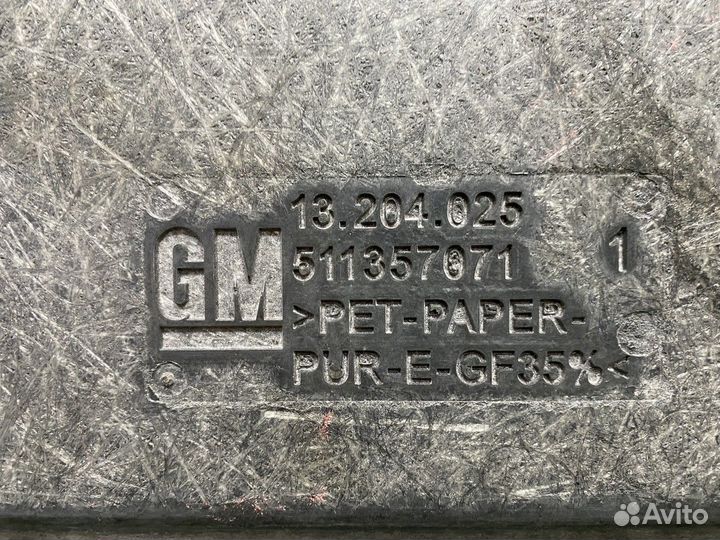 13.204.025
511357071 1
GM
>PET-PAPER-
PUR-E-GF35%<
Avito